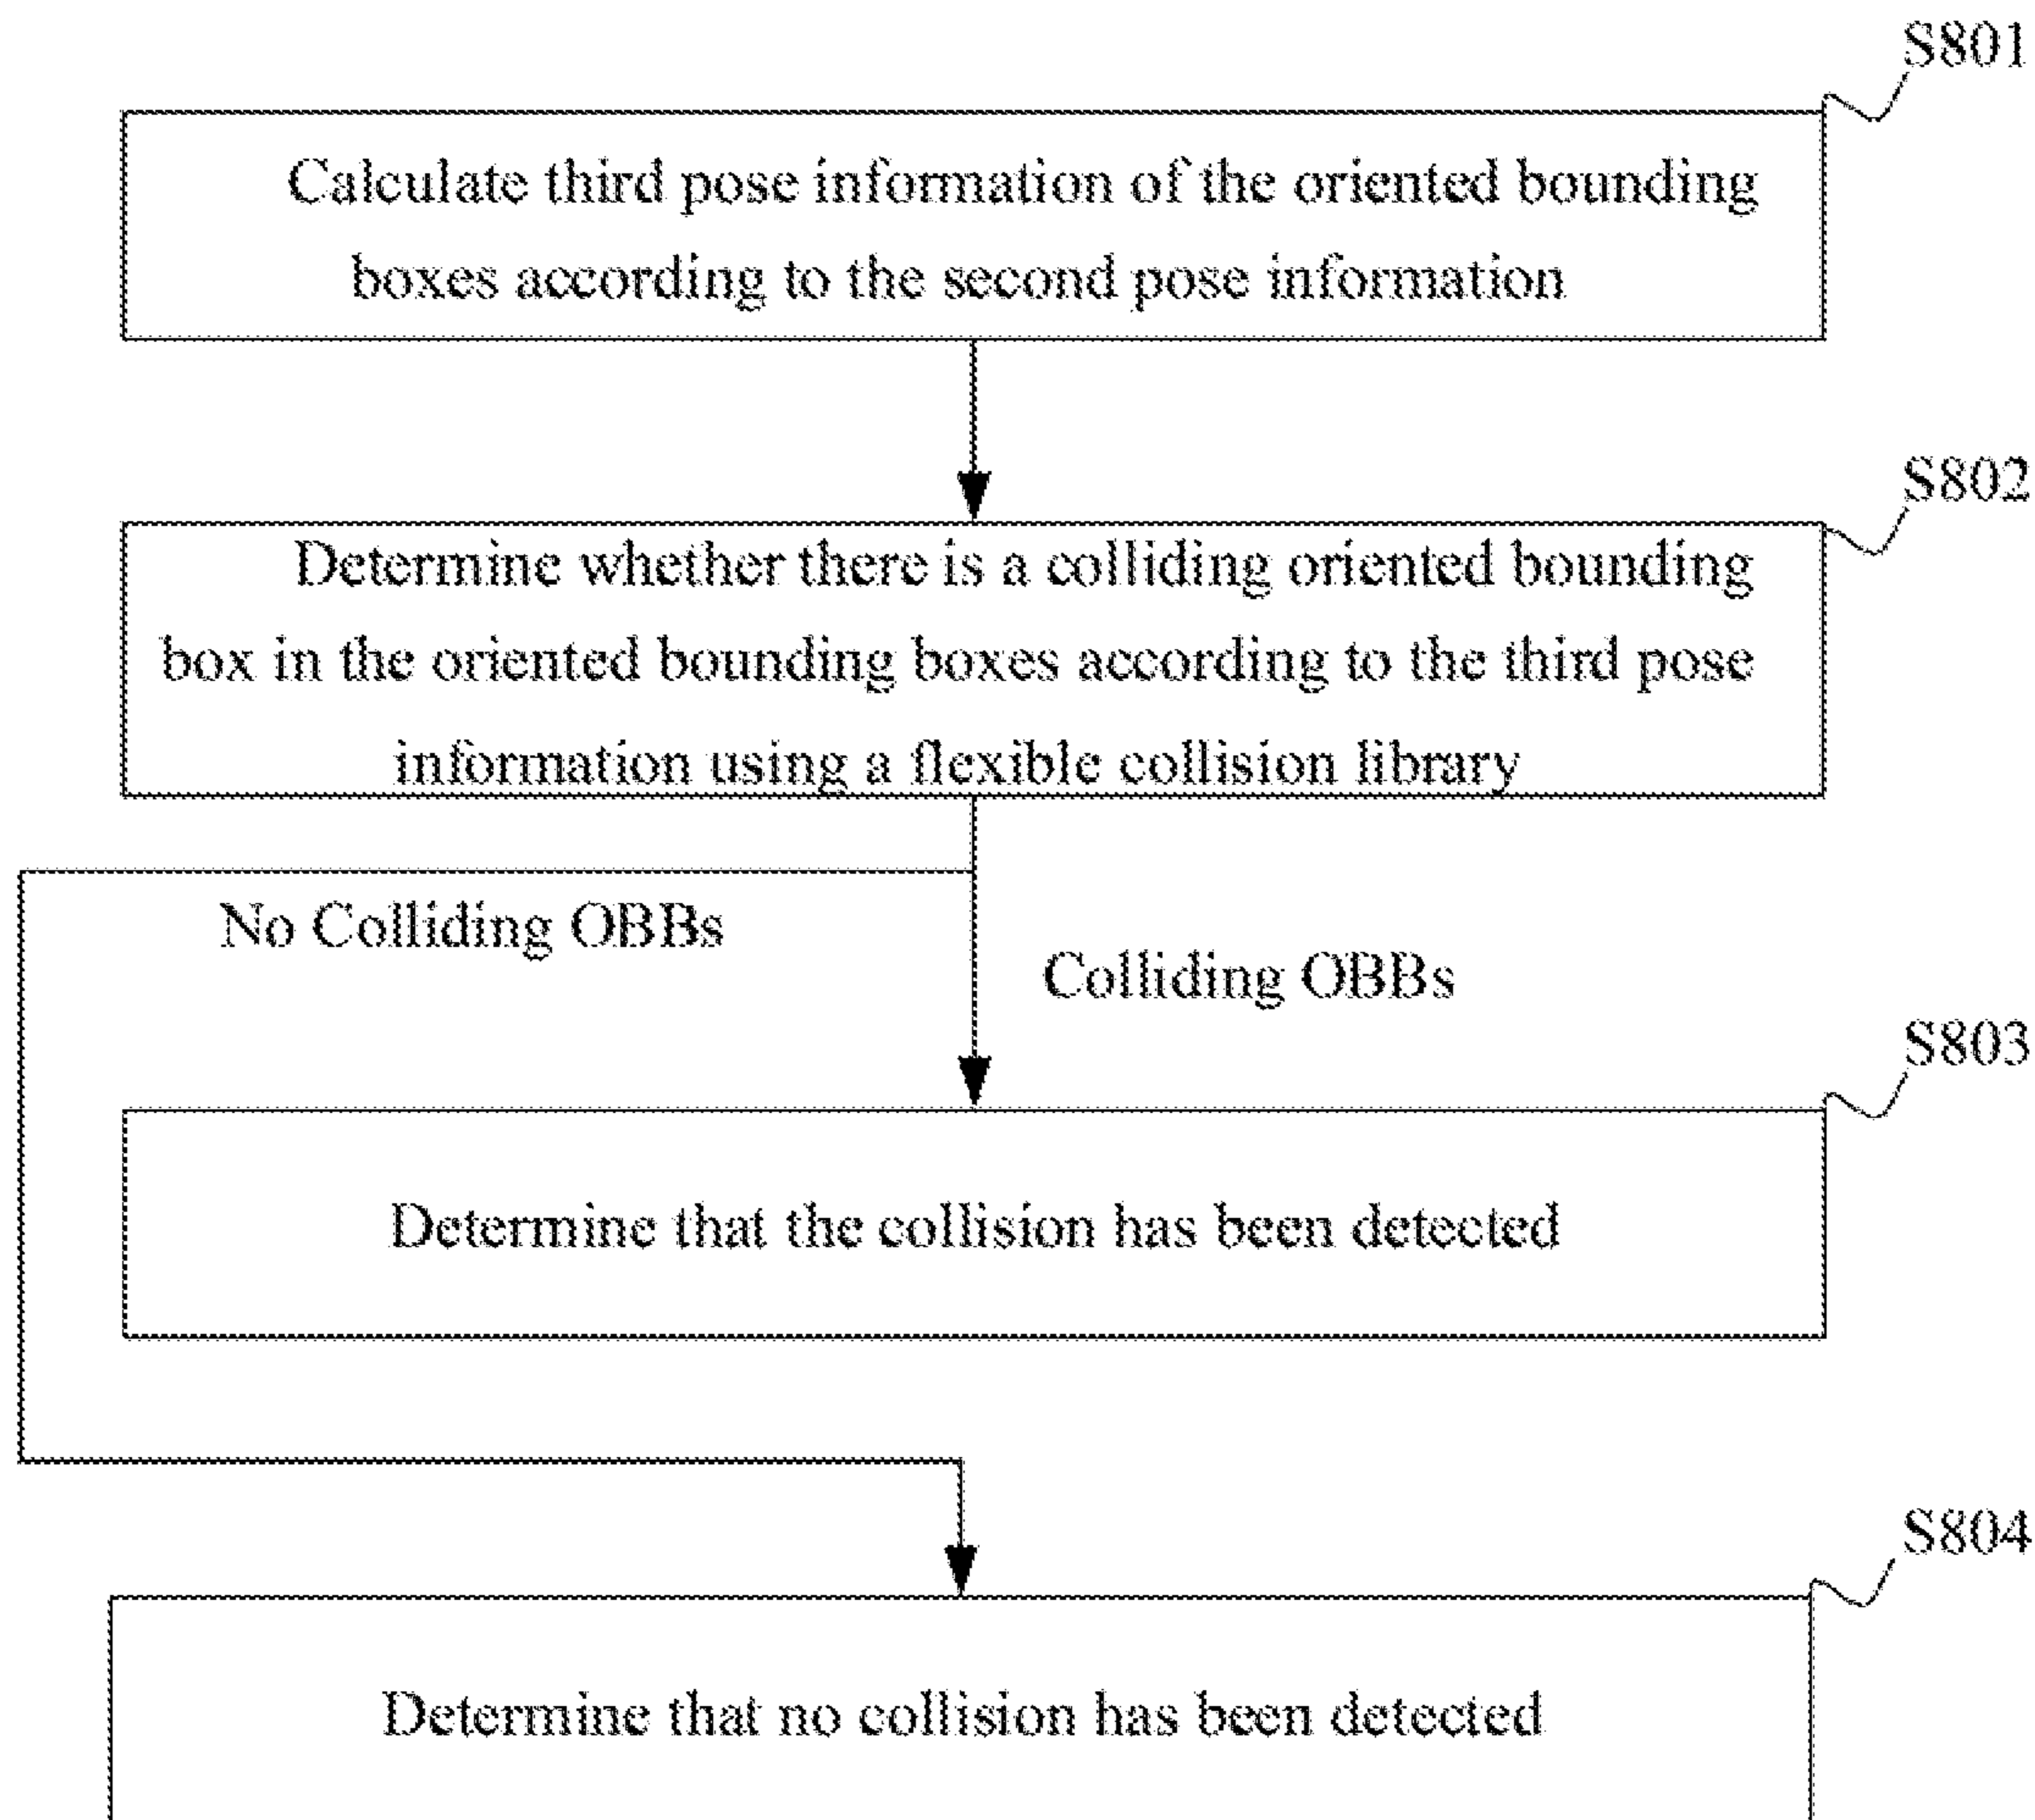 S801
Calculate third pose information of the oriented bounding
boxes according to the second pose information
S802
Determine whether there is a colliding oriented bounding
box in the oriented bounding boxes according to the third pose
information using a flexible collision library
No Colliding OBBs
Colliding OBBs
S803
Determine that the collision has been detected
S804
Determine that no collision has been detected